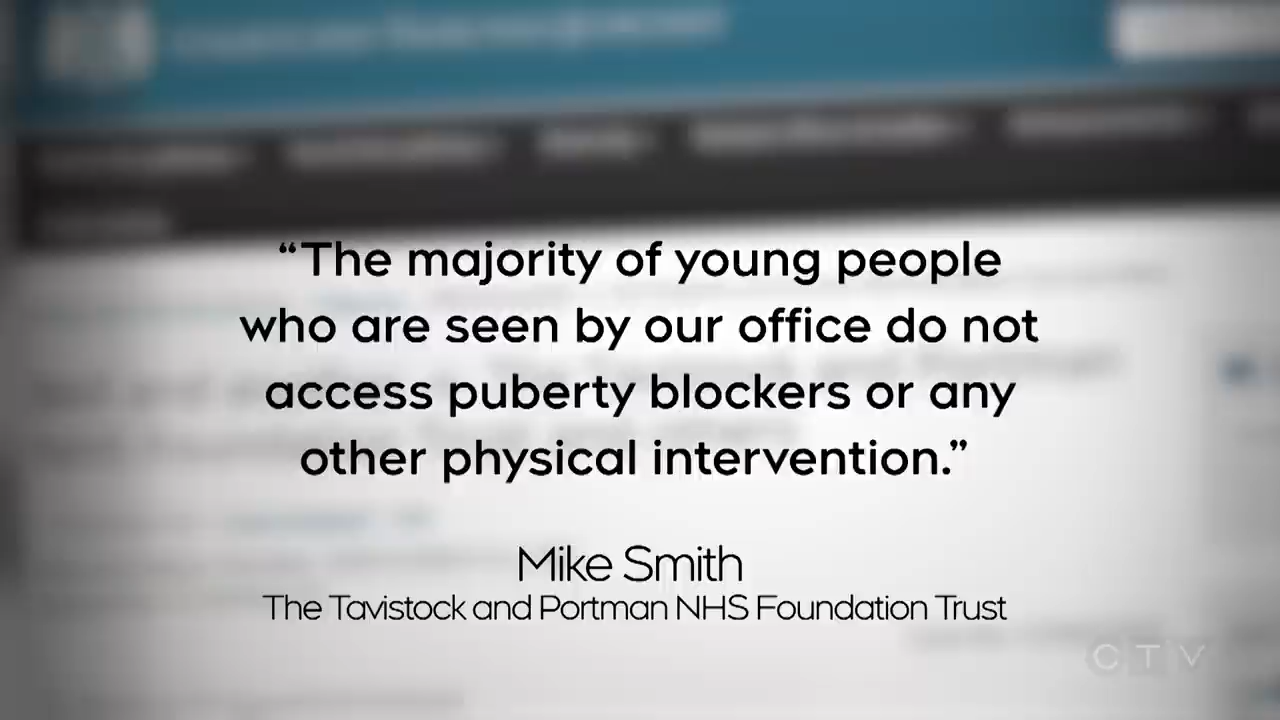 “The majority of young people
who are seen by our office do not
access puberty blockers or any
other physical intervention.”
Mike Smith
The Tavistock and Portman NHS Foundation Trust
CTV